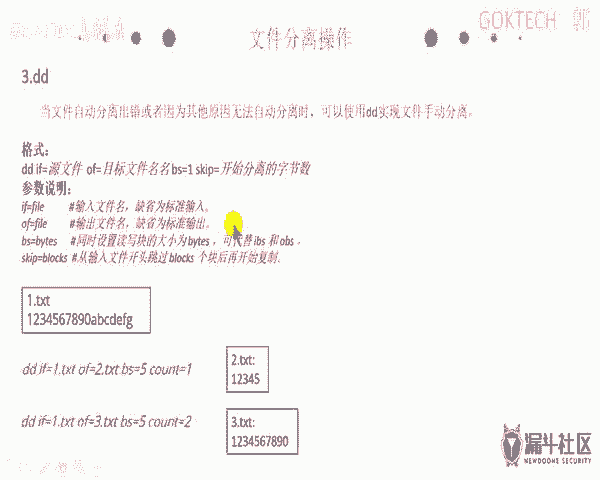 GOKTECH 郭
文件分离操作
3.dd
当文件自动分离出错或者因为其他原因无法自动分离时，可以使用dd实现文件手动分离。
格式：
dd if=源文件 of=目标文件名名 bs=1 skip=开始分离的字节数
参数说明：
if=file #输入文件名，缺省为标准输入。
of=file #输出文件名，缺省为标准输出。
bs=bytes #同时设置读写块的大小为 bytes ，可代替 ibs 和 obs 。
skip=blocks #从输入文件开头跳过 blocks 个块后再开始复制。
1.txt
1234567890abcdefg
dd if=1.txt of=2.txt bs=5 count=1
2.txt:
12345
dd if=1.txt of=3.txt bs=5 count=2
3.txt:
1234567890
漏斗社区
NEWDOONE SECURITY